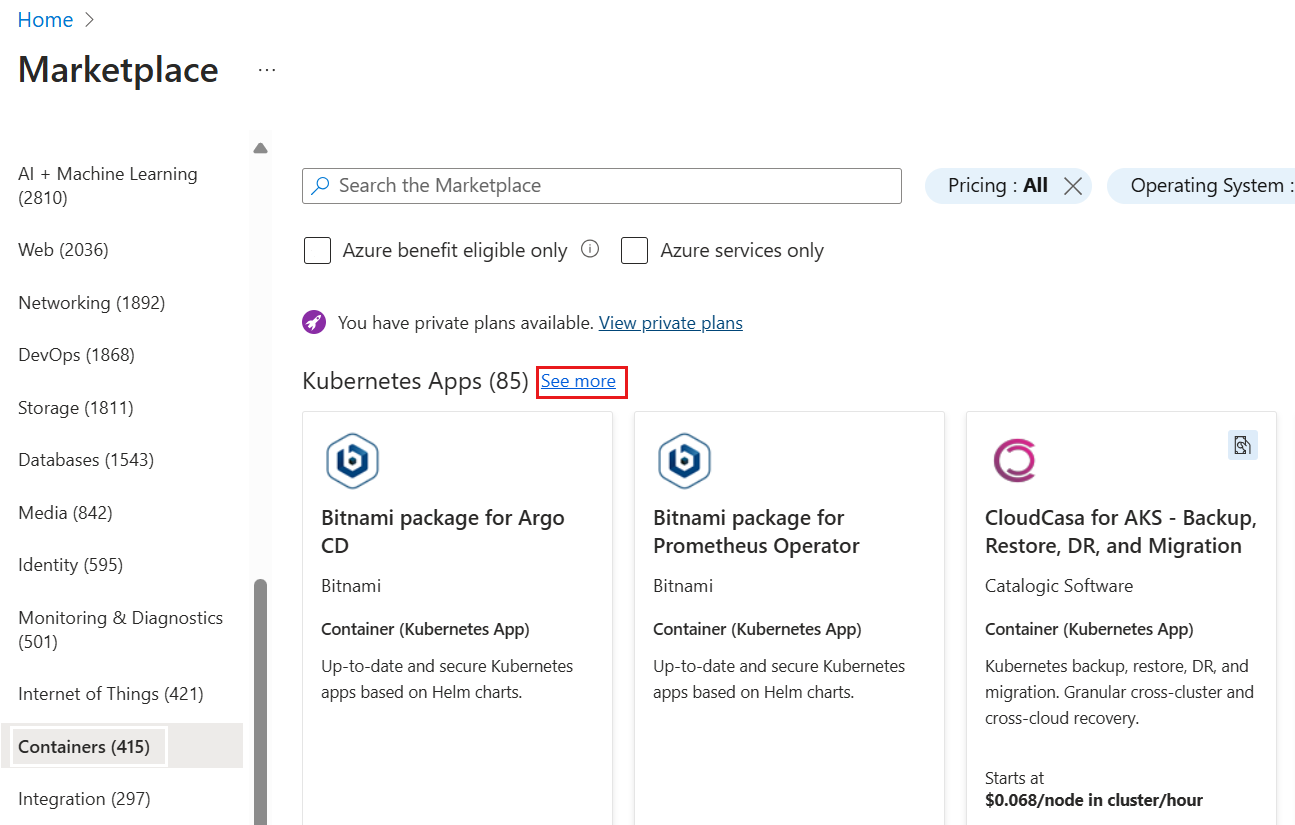 Home
Marketplace
...
AI + Machine Learning
(2810)
Web (2036)
Networking (1892)
DevOps (1868)
Storage (1811)
Databases (1543)
Media (842)
Identity (595)
Monitoring & Diagnostics
(501)
Internet of Things (421)
Containers (415)
Integration (297)
Search the Marketplace
Pricing : All
Operating System :
Azure benefit eligible only
Azure services only
You have private plans available. View private plans
Kubernetes Apps (85) See more
Bitnami package for Argo
CD
Bitnami
Container (Kubernetes App)
Up-to-date and secure Kubernetes
apps based on Helm charts.
Bitnami package for
Prometheus Operator
Bitnami
Container (Kubernetes App)
Up-to-date and secure Kubernetes
apps based on Helm charts.
CloudCasa for AKS - Backup,
Restore, DR, and Migration
Catalogic Software
Container (Kubernetes App)
Kubernetes backup, restore, DR, and
migration. Granular cross-cluster and
cross-cloud recovery.
Starts at
$0.068/node in cluster/hour